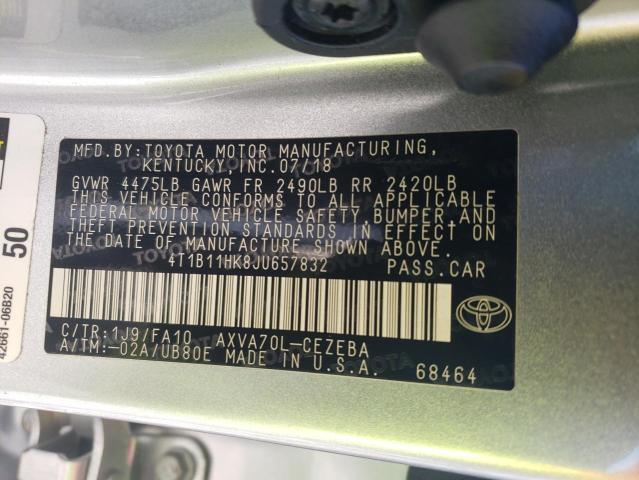 MFD.BY:TOYOTA MOTOR MANUFACTURING,
KENTUCKY,INC.07/18
GVWR 4475LB GAWR FR 2490LB RR 2420LB
THIS VEHICLE CONFORMS TO ALL APPLICABLE
FEDERAL MOTOR VEHICLE SAFETY, BUMPER AND
THEFT PREVENTION STANDARDS IN EFFECT ON
THE DATE OF MANUFACTURE SHOWN ABOVE.
4T1B11HK8JU657832 PASS.CAR
C/TR:1J9/FA10 AXVA70L-CEZEBA
A/TM:-02A/UB80E MADE IN U.S.A.
68464
50
42661-06B20